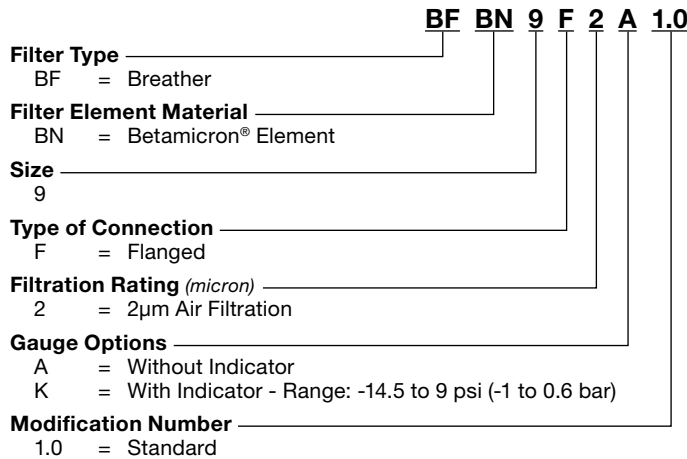 BF BN 9 F 2 A 1.0
Filter Type
BF = Breather
Filter Element Material
BN = Betamicron® Element
Size
9
Type of Connection
F = Flanged
Filtration Rating (micron)
2 = 2µm Air Filtration
Gauge Options
A = Without Indicator
K = With Indicator - Range: -14.5 to 9 psi (-1 to 0.6 bar)
Modification Number
1.0 = Standard